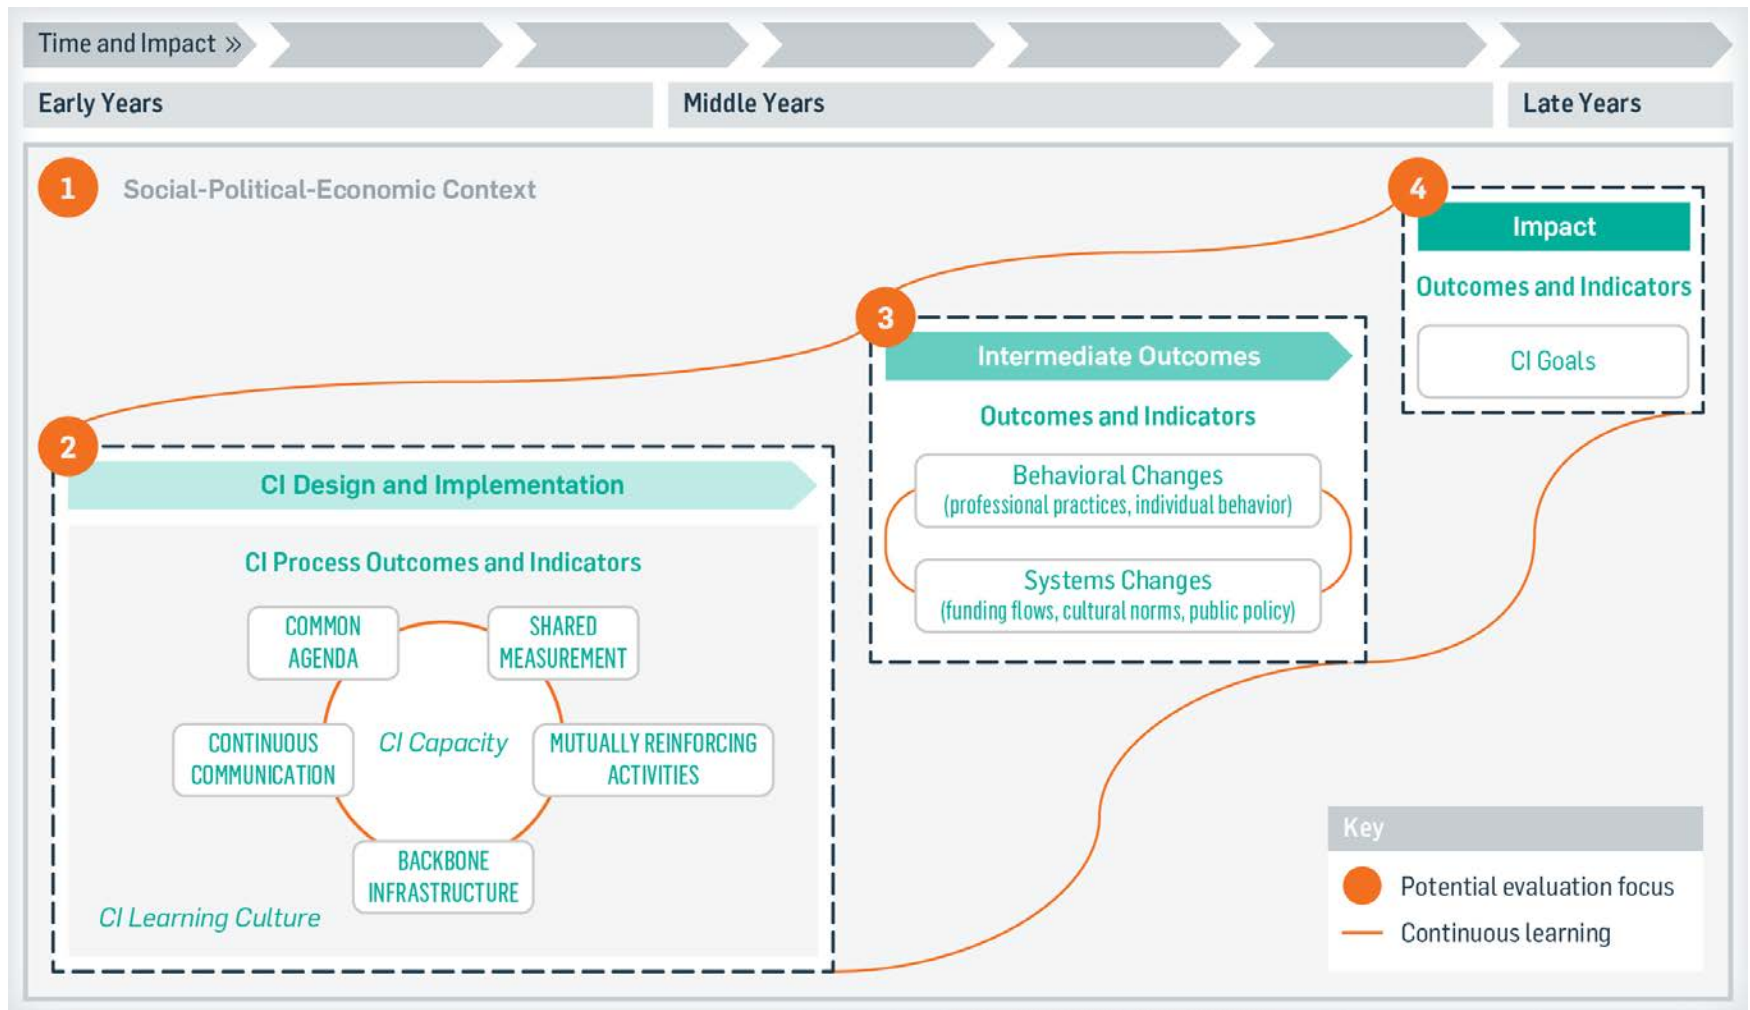 Time and Impact »
Early Years
Middle Years
Late Years
1
Social-Political-Economic Context
4
Impact
Outcomes and Indicators
CI Goals
3
Intermediate Outcomes
Outcomes and Indicators
Behavioral Changes
(professional practices, individual behavior)
Systems Changes
(funding flows, cultural norms, public policy)
2
CI Design and Implementation
CI Process Outcomes and Indicators
COMMON
AGENDA
SHARED
MEASUREMENT
CONTINUOUS
COMMUNICATION
CI Capacity
MUTUALLY REINFORCING
ACTIVITIES
BACKBONE
INFRASTRUCTURE
CI Learning Culture
Key
Potential evaluation focus
Continuous learning